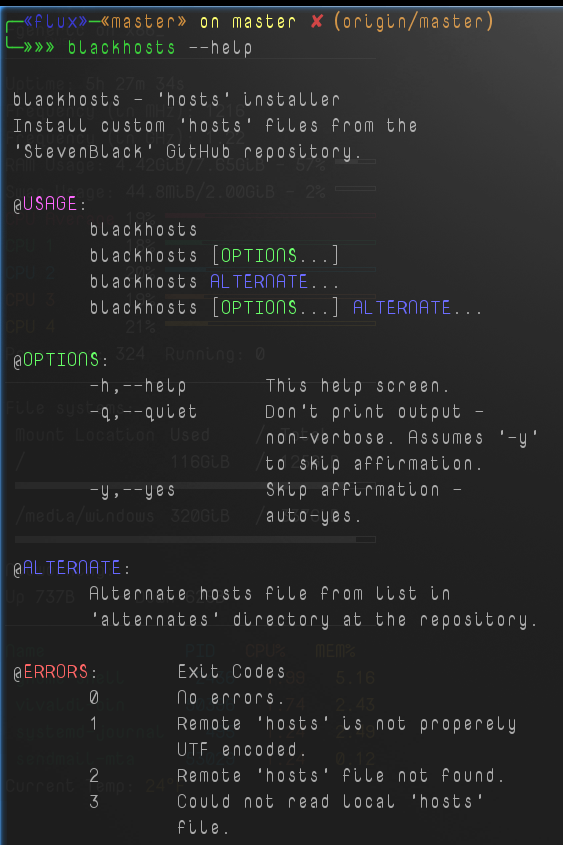 «flux»—«master» on master ✘ (origin/master)
»»» blackhosts --help
blackhosts - 'hosts' installer
Install custom 'hosts' files from the
'StevenBlack' GitHub repository.
@USAGE:
blackhosts
blackhosts [OPTIONS...]
blackhosts ALTERNATE...
blackhosts [OPTIONS...] ALTERNATE...
@OPTIONS:
-h,--help This help screen.
-q,--quiet Don't print output -
non-verbose. Assumes '-y'
to skip affirmation.
-y,--yes Skip affirmation -
auto-yes.
@ALTERNATE:
Alternate hosts file from list in
'alternates' directory at the repository.
@ERRORS: Exit Codes
0 No errors.
1 Remote 'hosts' is not properely
UTF encoded.
2 Remote 'hosts' file not found.
3 Could not read local 'hosts'
file.